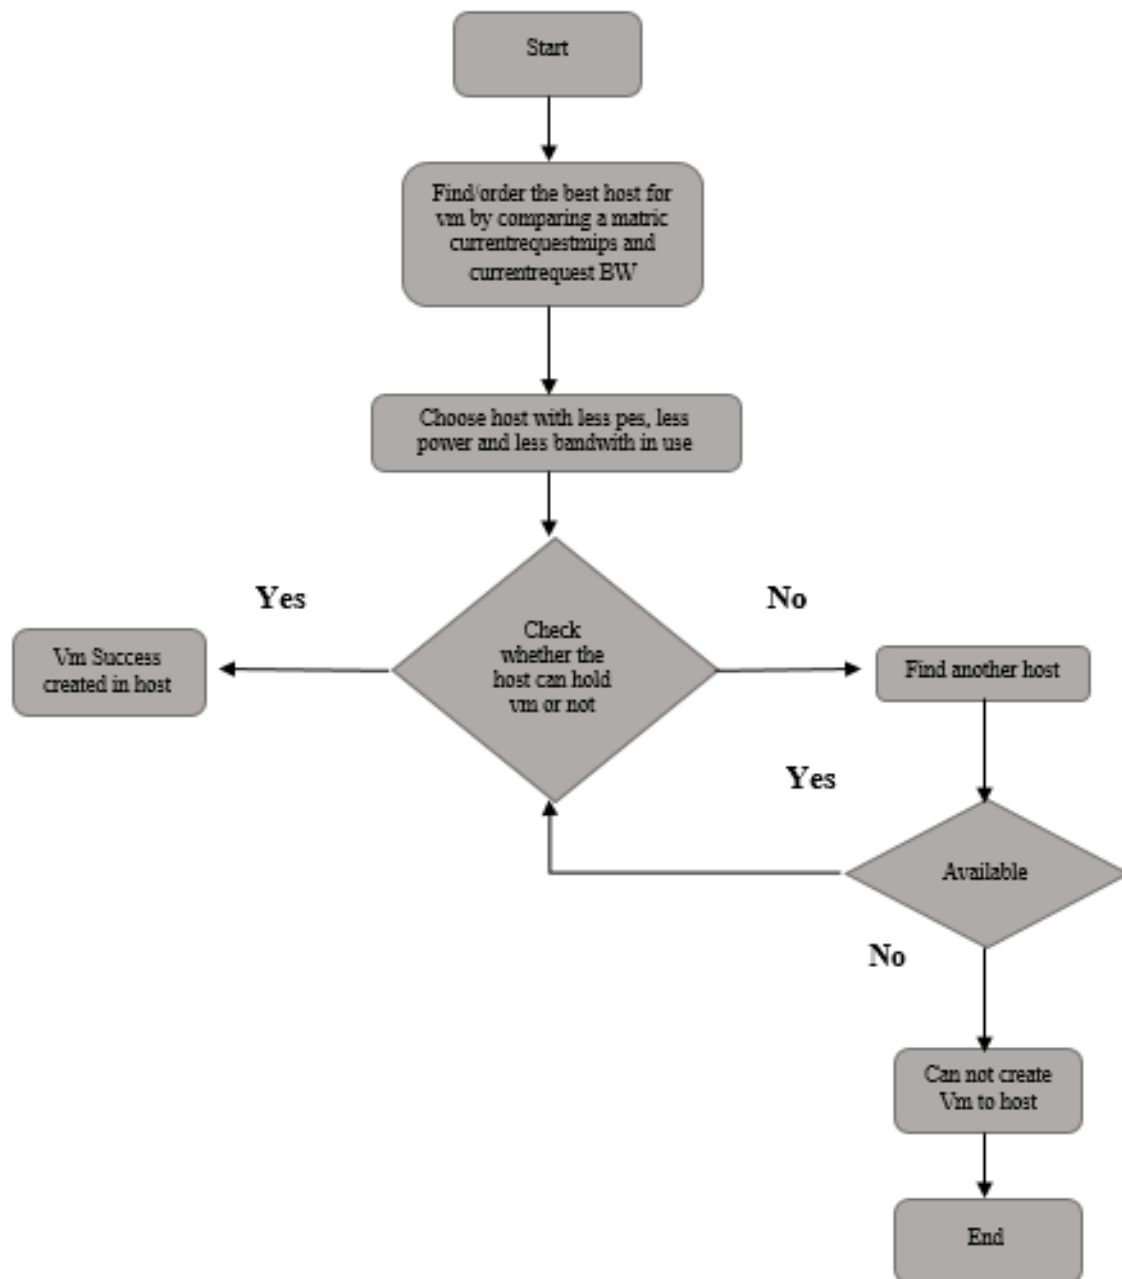 Start
Find/order the best host for
vm by comparing a matric
currentrequestmips and
currentrequest BW
Choose host with less pes, less
power and less bandwith in use
Yes
No
Check
whether the
host can hold
vm or not
Vm Success
created in host
Find another host
Yes
Available
No
Can not create
Vm to host
End